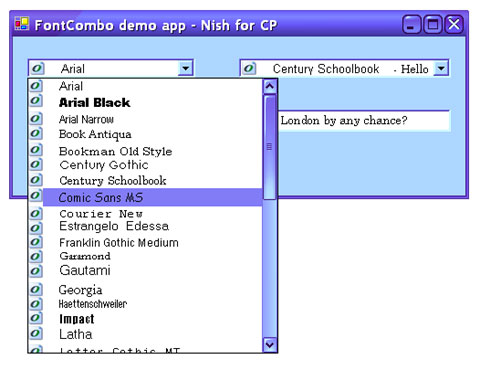 FontCombo demo app - Nish for CP
Arial
Century Schoolbook - Hello
Arial
Arial Black
Arial Narrow
Book Antiqua
Bookman Old Style
Century Gothic
Century Schoolbook
Comic Sans MS
Courier New
Estrangelo Edessa
Franklin Gothic Medium
Garamond
Gautami
Georgia
Haettenschweiler
Impact
Latha
Letter Gothic MT
London by any chance?